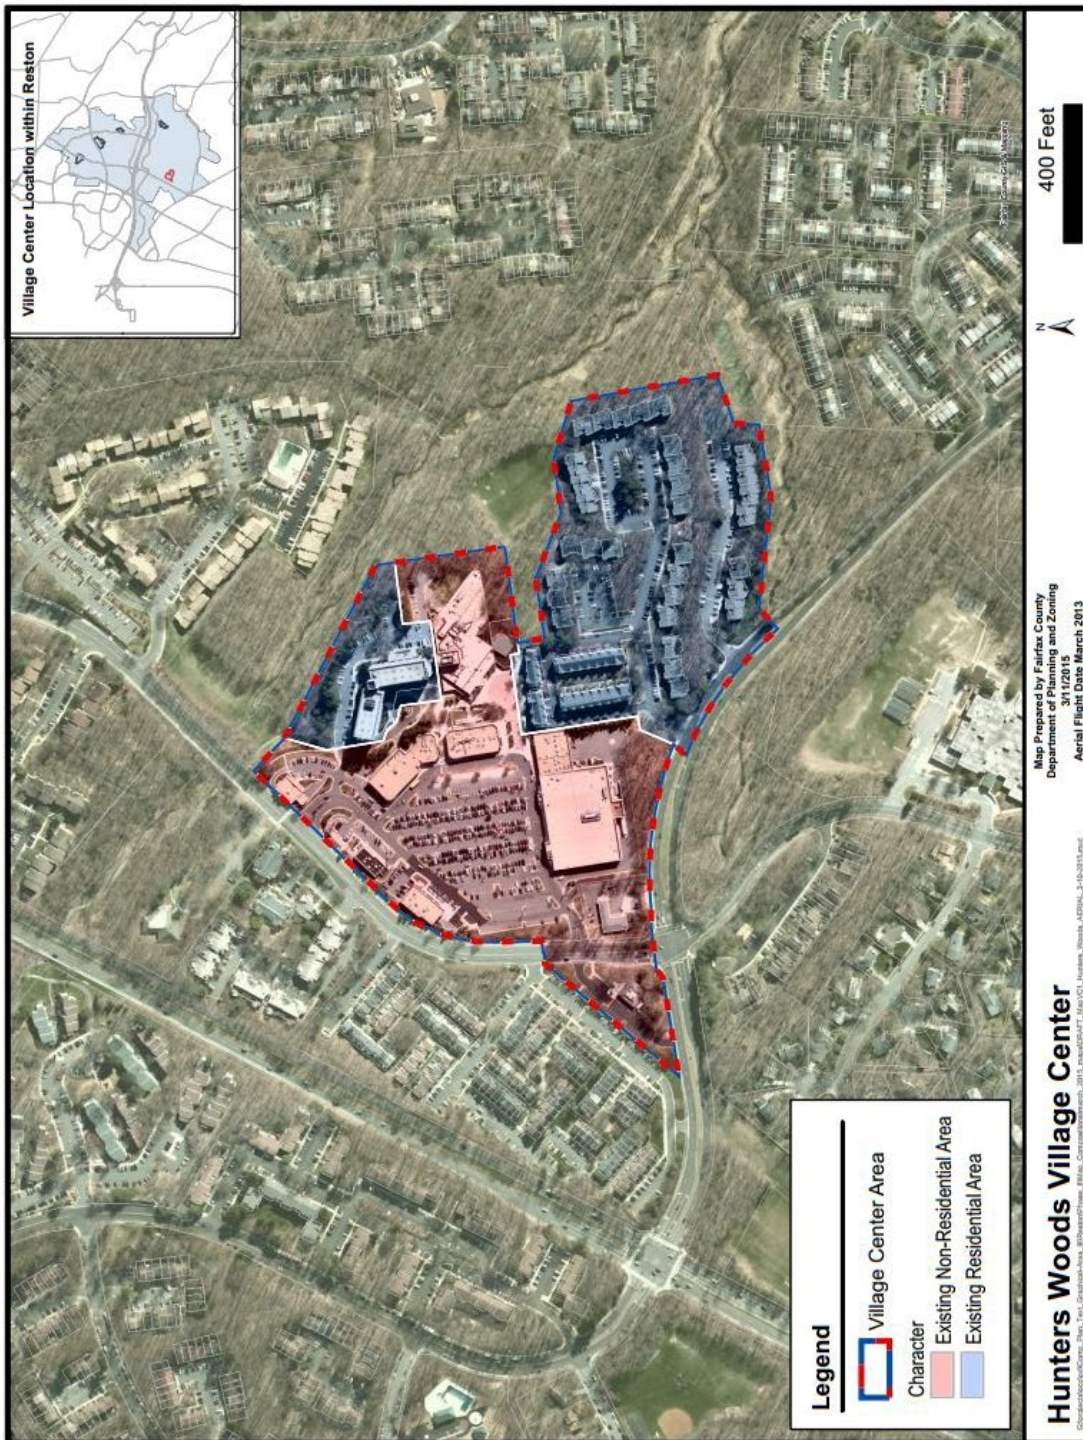 Village Center Location within Reston
Legend
Village Center Area
Character
Existing Non-Residential Area
Existing Residential Area
Hunters Woods Village Center
Map Prepared by Fairfax County
Department of Planning and Zoning
3/11/2015
Aerial Flight Date March 2013
N
400 Feet